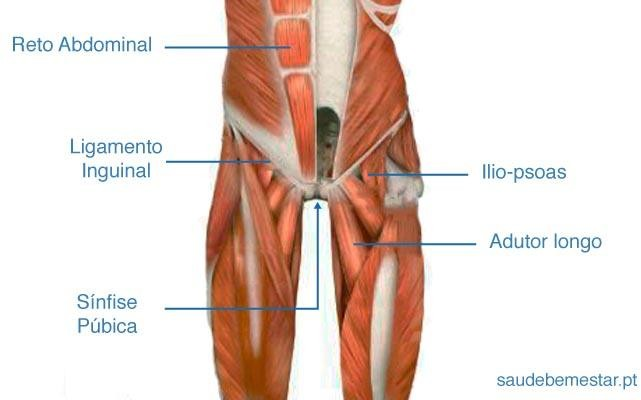 Reto Abdominal
Ligamento
Inguinal
Ilio-psoas
Adutor longo
Sínfise
Púbica
saudebemestar.pt